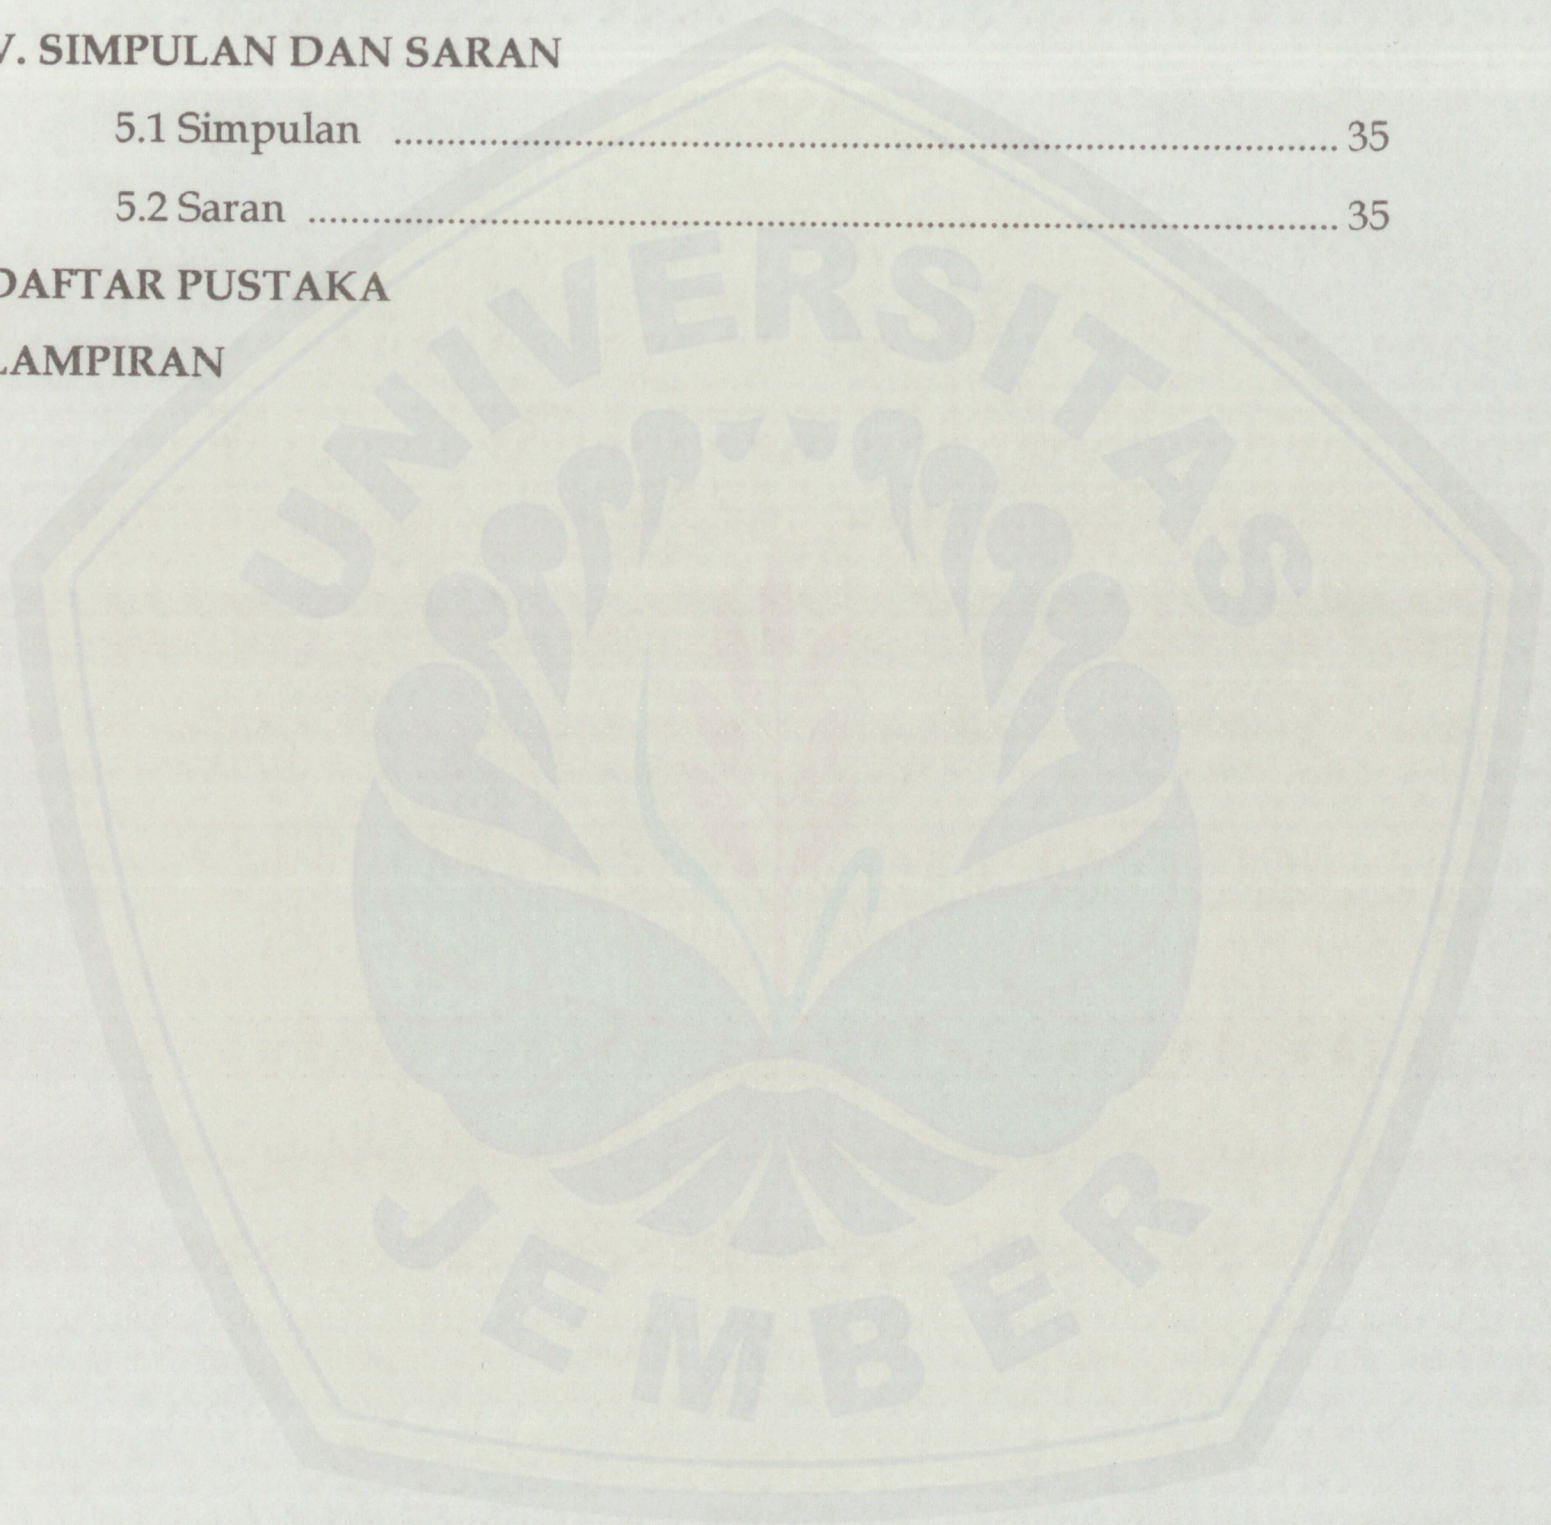 V. SIMPULAN DAN SARAN
5.1 Simpulan ........................................................................................ 35
5.2 Saran ................................................................................................ 35
DAFTAR PUSTAKA
LAMPIRAN
UNIVERSITAS
JEMBER